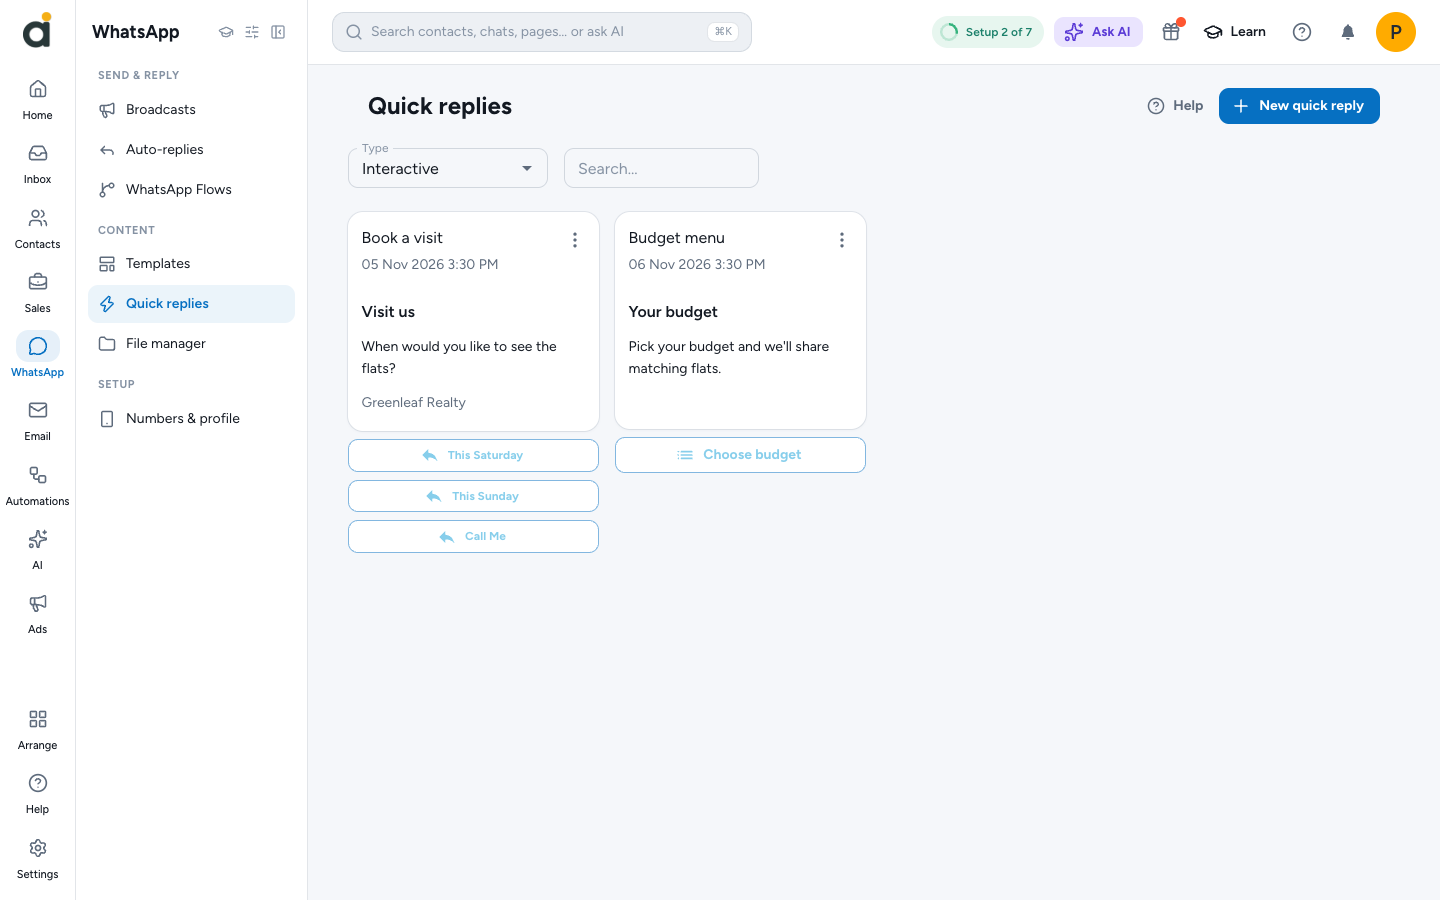 WhatsApp
Search contacts, chats, pages... or ask AI
⌘K
Setup 2 of 7
Ask AI
Learn
P
Home
Inbox
Contacts
Sales
WhatsApp
Email
Automations
AI
Ads
Arrange
Help
Settings
SEND & REPLY
Broadcasts
Auto-replies
WhatsApp Flows
CONTENT
Templates
Quick replies
File manager
SETUP
Numbers & profile
Quick replies
Help
New quick reply
Type
Interactive
Search...
Book a visit
05 Nov 2026 3:30 PM
Visit us
When would you like to see the
flats?
Greenleaf Realty
This Saturday
This Sunday
Call Me
Budget menu
06 Nov 2026 3:30 PM
Your budget
Pick your budget and we'll share
matching flats.
Choose budget